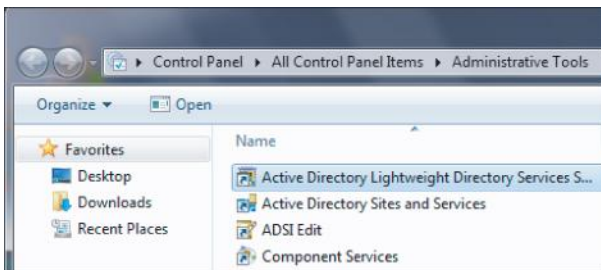 Control Panel ▸ All Control Panel Items ▸ Administrative Tools
Organize ▾ Open
Favorites
Desktop
Downloads
Recent Places
Name
Active Directory Lightweight Directory Services S...
Active Directory Sites and Services
ADSI Edit
Component Services